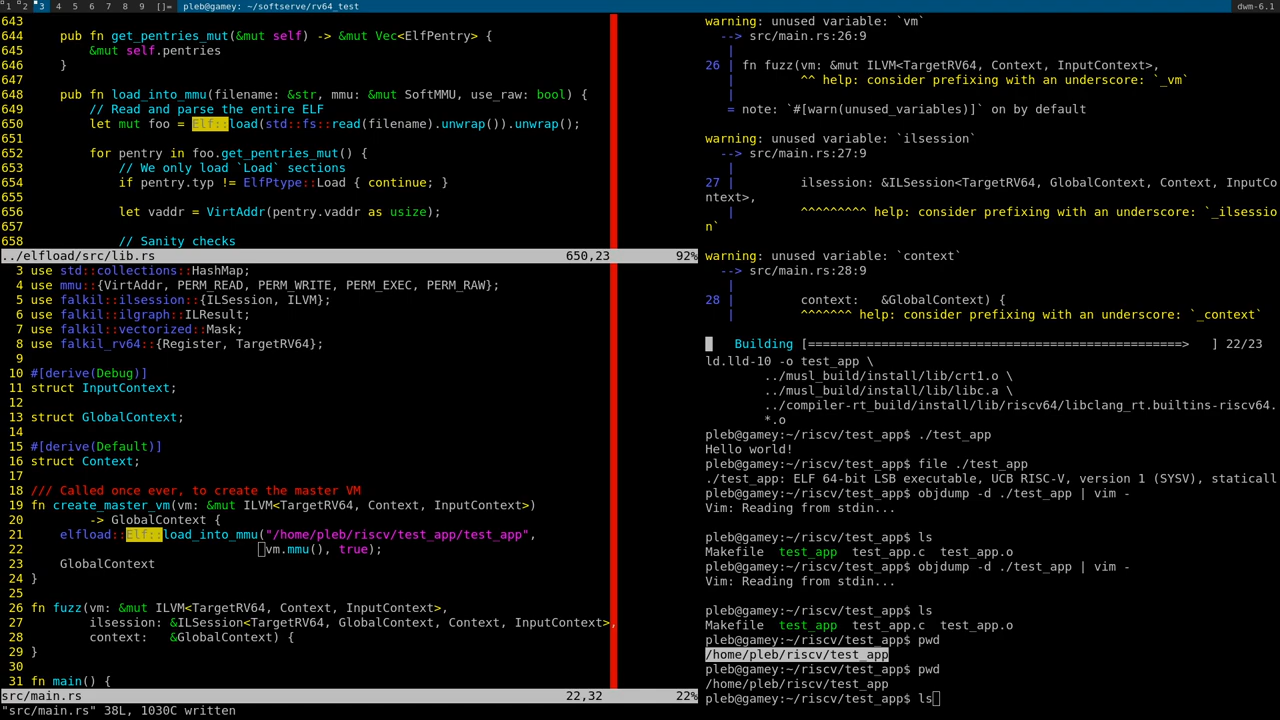 1 2 3 4 5 6 7 8 9 []= pleb@gamey: ~/softserve/rv64_test dwm-6.1
643
644     pub fn get_pentries_mut(&mut self) -> &mut Vec<ElfPentry> {
645         &mut self.pentries
646     }
647
648     pub fn load_into_mmu(filename: &str, mmu: &mut SoftMMU, use_raw: bool) {
649         // Read and parse the entire ELF
650         let mut foo = Elf::load(std::fs::read(filename).unwrap()).unwrap();
651
652         for pentry in foo.get_pentries_mut() {
653             // We only load `Load` sections
654             if pentry.typ != ElfPtype::Load { continue; }
655
656             let vaddr = VirtAddr(pentry.vaddr as usize);
657
658             // Sanity checks
../elfload/src/lib.rs 650,23 92%
3 use std::collections::HashMap;
4 use mmu::{VirtAddr, PERM_READ, PERM_WRITE, PERM_EXEC, PERM_RAW};
5 use falkil::ilsession::{ILSession, ILVM};
6 use falkil::ilgraph::ILResult;
7 use falkil::vectorized::Mask;
8 use falkil_rv64::{Register, TargetRV64};
9
10 #[derive(Debug)]
11 struct InputContext;
12
13 struct GlobalContext;
14
15 #[derive(Default)]
16 struct Context;
17
18 /// Called once ever, to create the master VM
19 fn create_master_vm(vm: &mut ILVM<TargetRV64, Context, InputContext>)
20         -> GlobalContext {
21     elfload::Elf::load_into_mmu("/home/pleb/riscv/test_app/test_app",
22                                vm.mmu(), true);
23     GlobalContext
24 }
25
26 fn fuzz(vm: &mut ILVM<TargetRV64, Context, InputContext>,
27         ilsession: &ILSession<TargetRV64, GlobalContext, Context, InputContext>,
28         context:   &GlobalContext) {
29 }
30
31 fn main() {
src/main.rs 22,32 22%
"src/main.rs" 38L, 1030C written
warning: unused variable: `vm`
  --> src/main.rs:26:9
   |
26 | fn fuzz(vm: &mut ILVM<TargetRV64, Context, InputContext>,
   |         ^^ help: consider prefixing with an underscore: `_vm`
   |
   = note: `#[warn(unused_variables)]` on by default
warning: unused variable: `ilsession`
  --> src/main.rs:27:9
   |
27 |         ilsession: &ILSession<TargetRV64, GlobalContext, Context, InputCo
ntext>,
   |         ^^^^^^^^^ help: consider prefixing with an underscore: `_ilsessio
n`
warning: unused variable: `context`
  --> src/main.rs:28:9
   |
28 |         context:   &GlobalContext) {
   |         ^^^^^^^ help: consider prefixing with an underscore: `_context`
Building [===================================================>   ] 22/23
ld.lld-10 -o test_app \
        ../musl_build/install/lib/crt1.o \
        ../musl_build/install/lib/libc.a \
        ../compiler-rt_build/install/lib/riscv64/libclang_rt.builtins-riscv64.
        *.o
pleb@gamey:~/riscv/test_app$ ./test_app
Hello world!
pleb@gamey:~/riscv/test_app$ file ./test_app
./test_app: ELF 64-bit LSB executable, UCB RISC-V, version 1 (SYSV), staticall
pleb@gamey:~/riscv/test_app$ objdump -d ./test_app | vim -
Vim: Reading from stdin...
pleb@gamey:~/riscv/test_app$ ls
Makefile  test_app  test_app.c  test_app.o
pleb@gamey:~/riscv/test_app$ objdump -d ./test_app | vim -
Vim: Reading from stdin...
pleb@gamey:~/riscv/test_app$ ls
Makefile  test_app  test_app.c  test_app.o
pleb@gamey:~/riscv/test_app$ pwd
/home/pleb/riscv/test_app
pleb@gamey:~/riscv/test_app$ pwd
/home/pleb/riscv/test_app
pleb@gamey:~/riscv/test_app$ ls